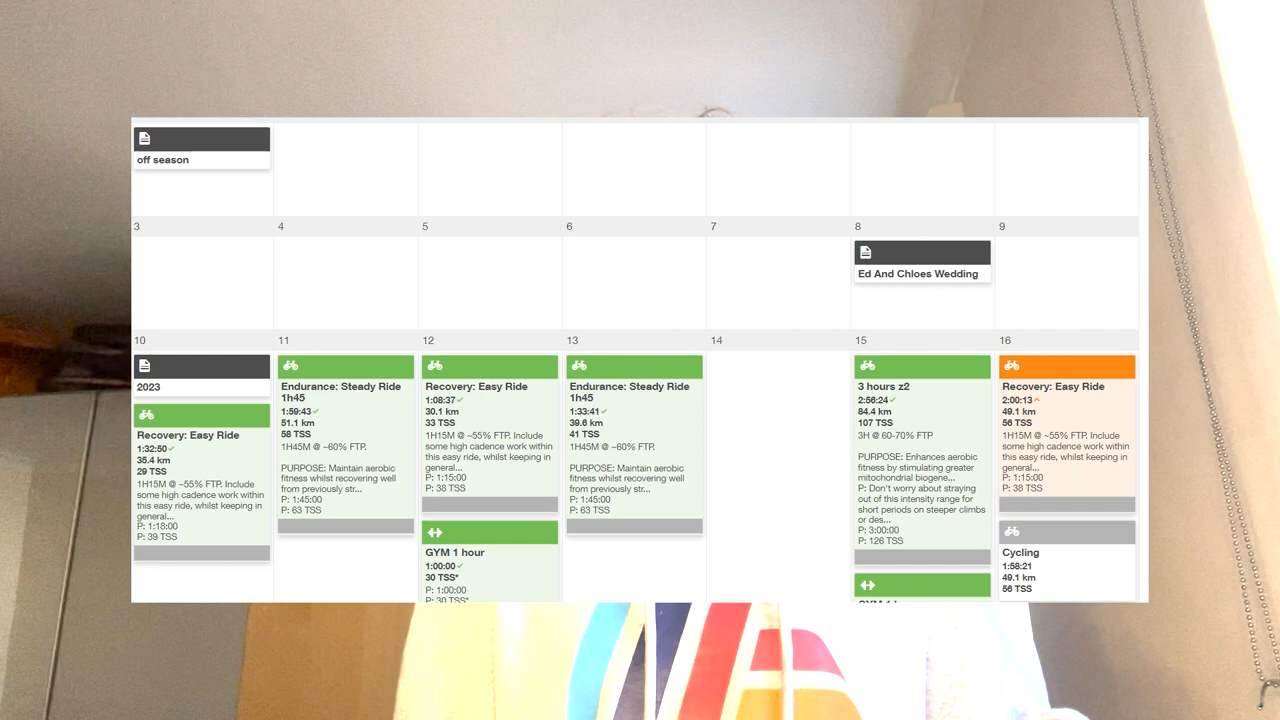 off season
3 4 5 6 7 8 9
Ed And Chloes Wedding
10 11 12 13 14 15 16
2023
Recovery: Easy Ride
1:32:50
35.4 km
29 TSS
1H15M @ ~55% FTP. Include
some high cadence work within
this easy ride, whilst keeping in
general...
P: 1:18:00
P: 39 TSS
Endurance: Steady Ride
1h45
1:59:43
51.1 km
58 TSS
1H45M @ ~60% FTP.
PURPOSE: Maintain aerobic
fitness whilst recovering well
from previously str...
P: 1:45:00
P: 63 TSS
Recovery: Easy Ride
1:08:37
30.1 km
33 TSS
1H15M @ ~55% FTP. Include
some high cadence work within
this easy ride, whilst keeping in
general...
P: 1:15:00
P: 38 TSS
GYM 1 hour
1:00:00
30 TSS*
P: 1:00:00
P: 30 TSS*
Endurance: Steady Ride
1h45
1:33:41
39.6 km
41 TSS
1H45M @ ~60% FTP.
PURPOSE: Maintain aerobic
fitness whilst recovering well
from previously str...
P: 1:45:00
P: 63 TSS
3 hours z2
2:56:24
84.4 km
107 TSS
3H @ 60-70% FTP
PURPOSE: Enhances aerobic
fitness by stimulating greater
mitochondrial biogene...
P: Don't worry about straying
out of this intensity range for
short periods on steeper climbs
or des...
P: 3:00:00
P: 126 TSS
Recovery: Easy Ride
2:00:13
49.1 km
56 TSS
1H15M @ ~55% FTP. Include
some high cadence work within
this easy ride, whilst keeping in
general...
P: 1:15:00
P: 38 TSS
Cycling
1:58:21
49.1 km
56 TSS